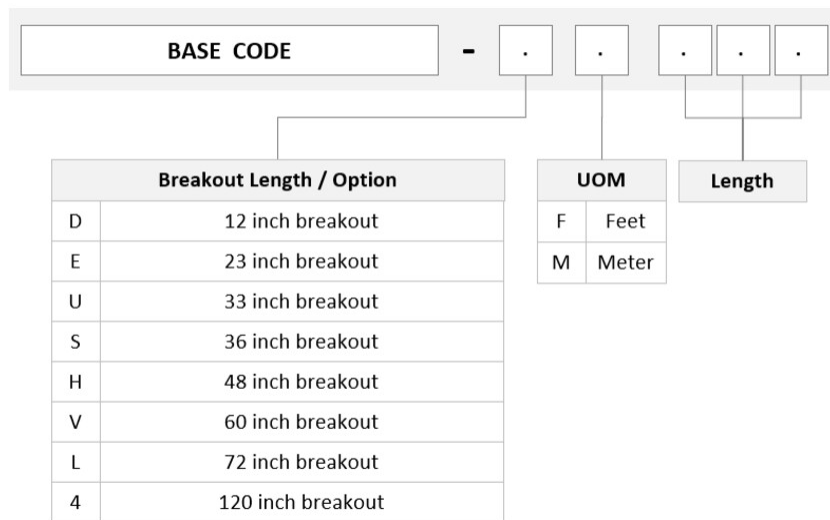 BASE CODE - . . . . .
Breakout Length / Option
D 12 inch breakout
E 23 inch breakout
U 33 inch breakout
S 36 inch breakout
H 48 inch breakout
V 60 inch breakout
L 72 inch breakout
4 120 inch breakout
UOM
F Feet
M Meter
Length